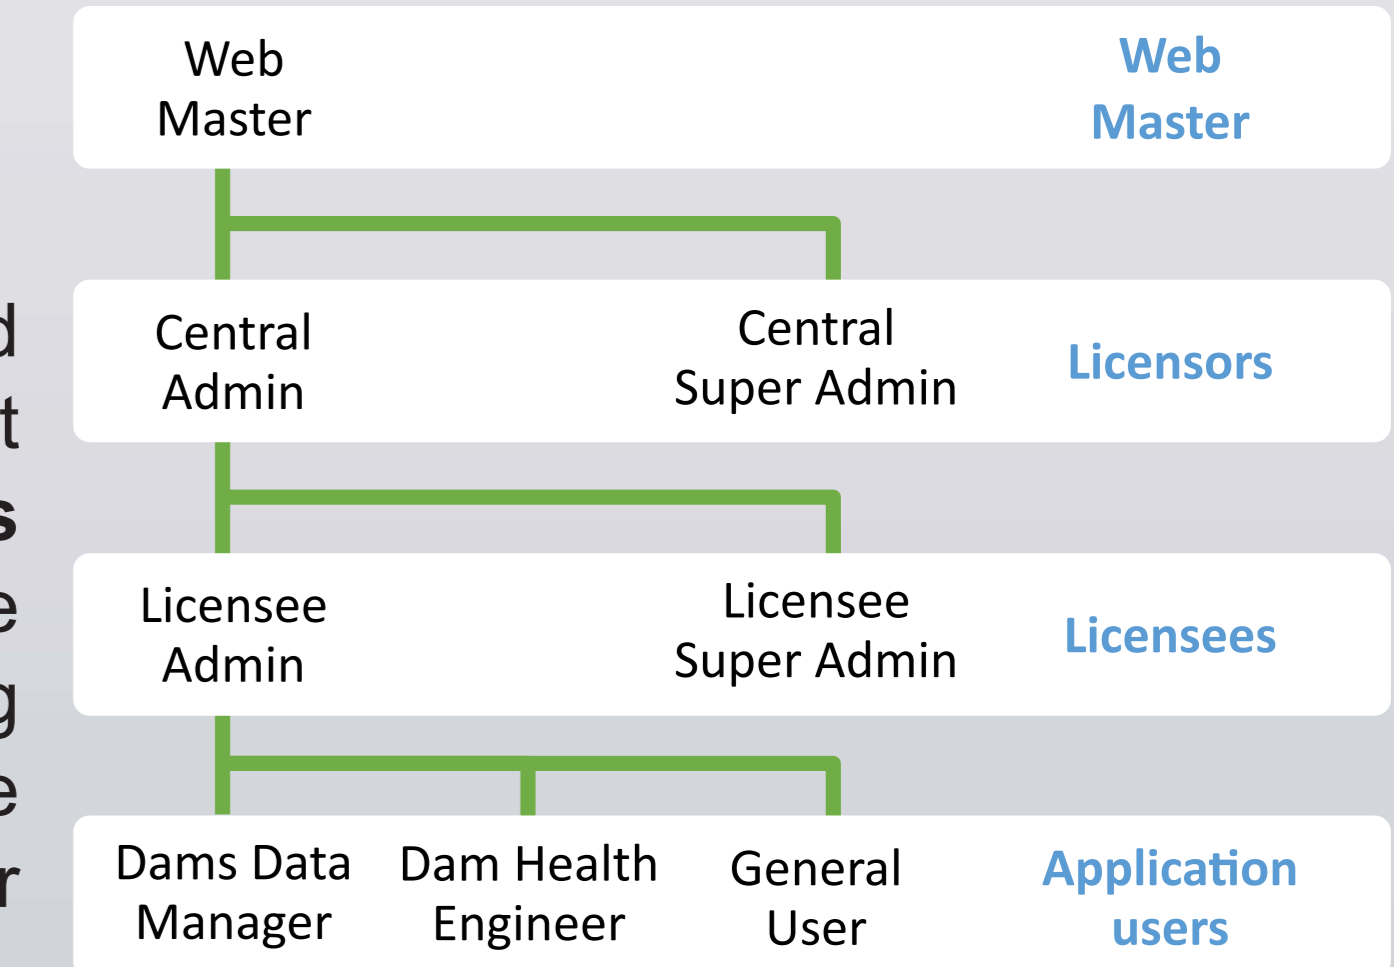 Web
Master
Web
Master
Central
Admin
Central
Super Admin
Licensors
Licensee
Admin
Licensee
Super Admin
Licensees
Dams Data
Manager
Dam Health
Engineer
General
User
Application
users